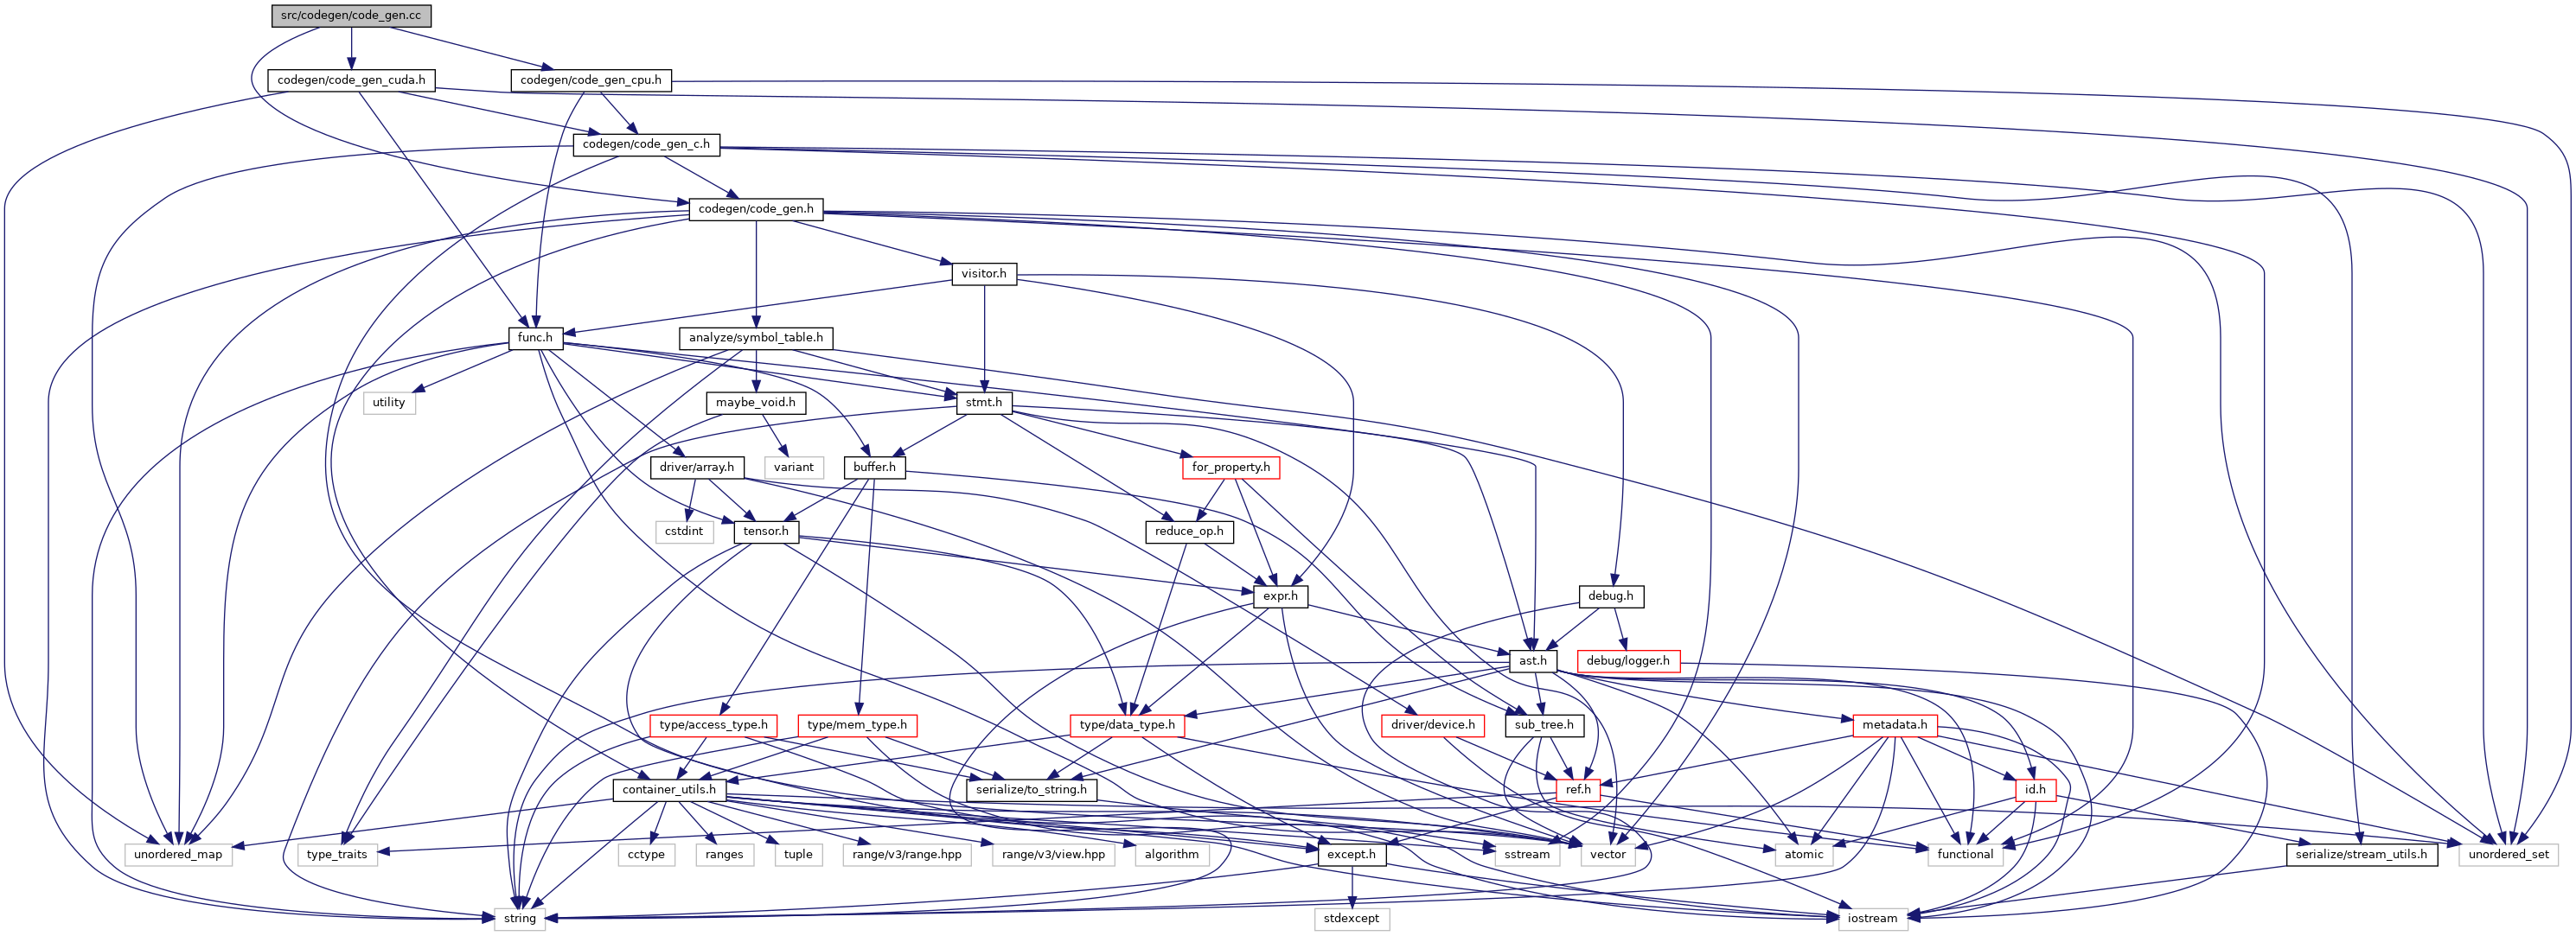 src/codegen/code_gen.cc
codegen/code_gen_cuda.h
codegen/code_gen_cpu.h
codegen/code_gen_c.h
codegen/code_gen.h
visitor.h
func.h
analyze/symbol_table.h
utility
maybe_void.h
stmt.h
driver/array.h
variant
buffer.h
for_property.h
cstdint
tensor.h
reduce_op.h
expr.h
debug.h
ast.h
debug/logger.h
type/access_type.h
type/mem_type.h
type/data_type.h
driver/device.h
sub_tree.h
metadata.h
container_utils.h
serialize/to_string.h
ref.h
id.h
unordered_map
type_traits
cctype
ranges
tuple
range/v3/range.hpp
range/v3/view.hpp
algorithm
except.h
sstream
vector
atomic
functional
serialize/stream_utils.h
unordered_set
string
stdexcept
iostream